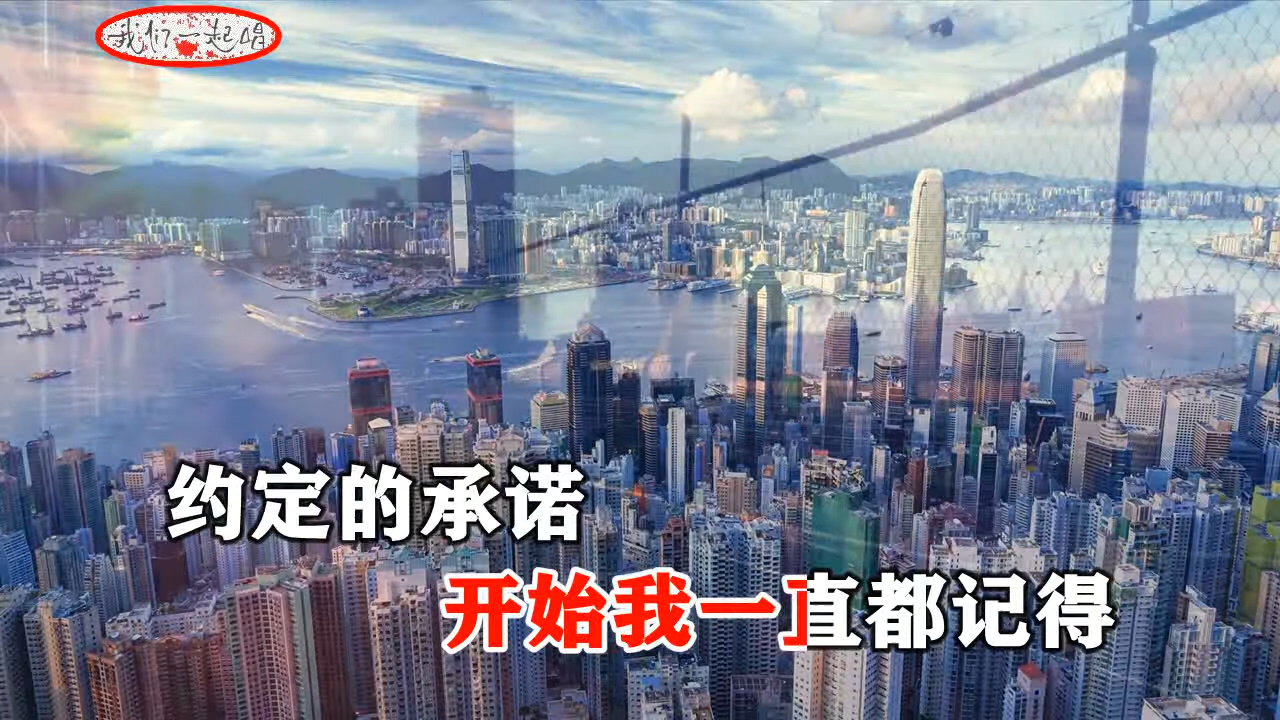 我们一起唱
约定的承诺
开始我一直都记得